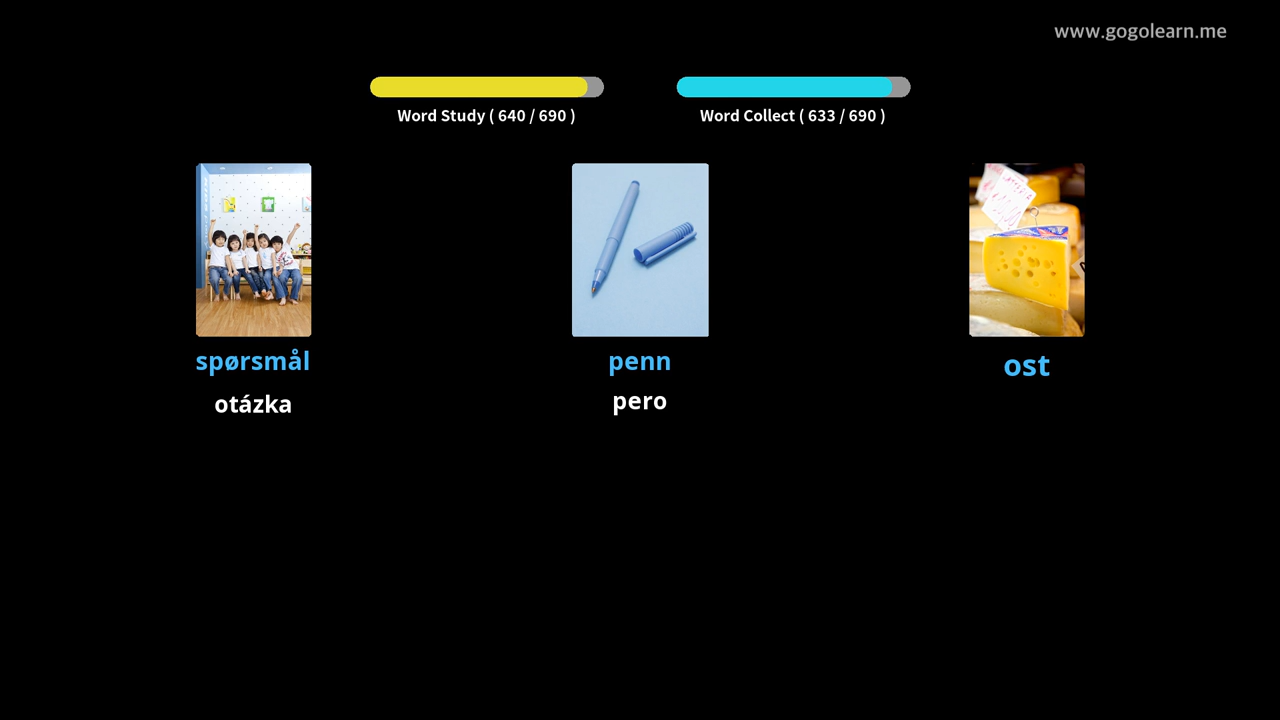 www.gogolearn.me
Word Study ( 640 / 690 )
Word Collect ( 633 / 690 )
spørsmål
penn
ost
otázka
pero